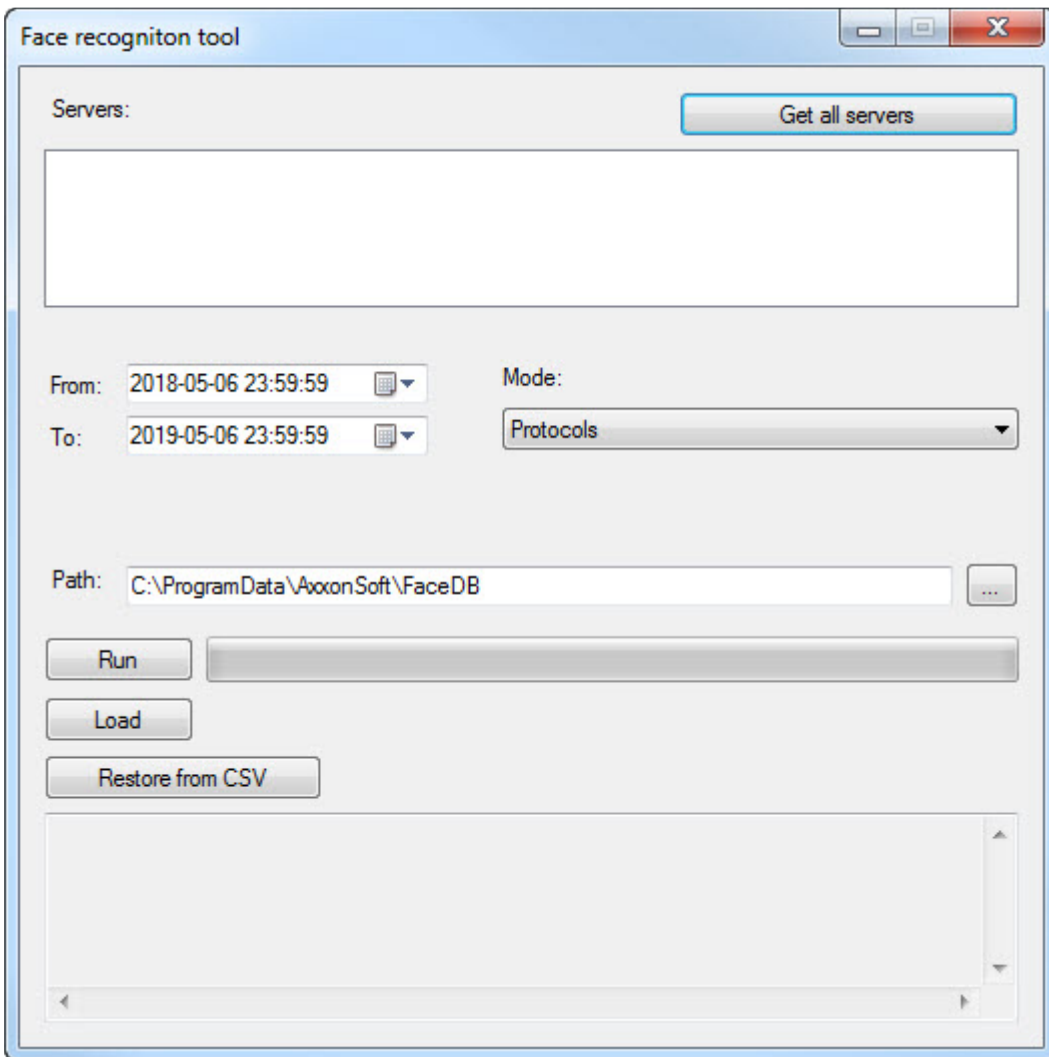 Face recogniton tool
Servers:
Get all servers
From:
2018-05-06 23:59:59
Mode:
To:
2019-05-06 23:59:59
Protocols
Path:
C:\ProgramData\AxxonSoft\FaceDB
...
Run
Load
Restore from CSV